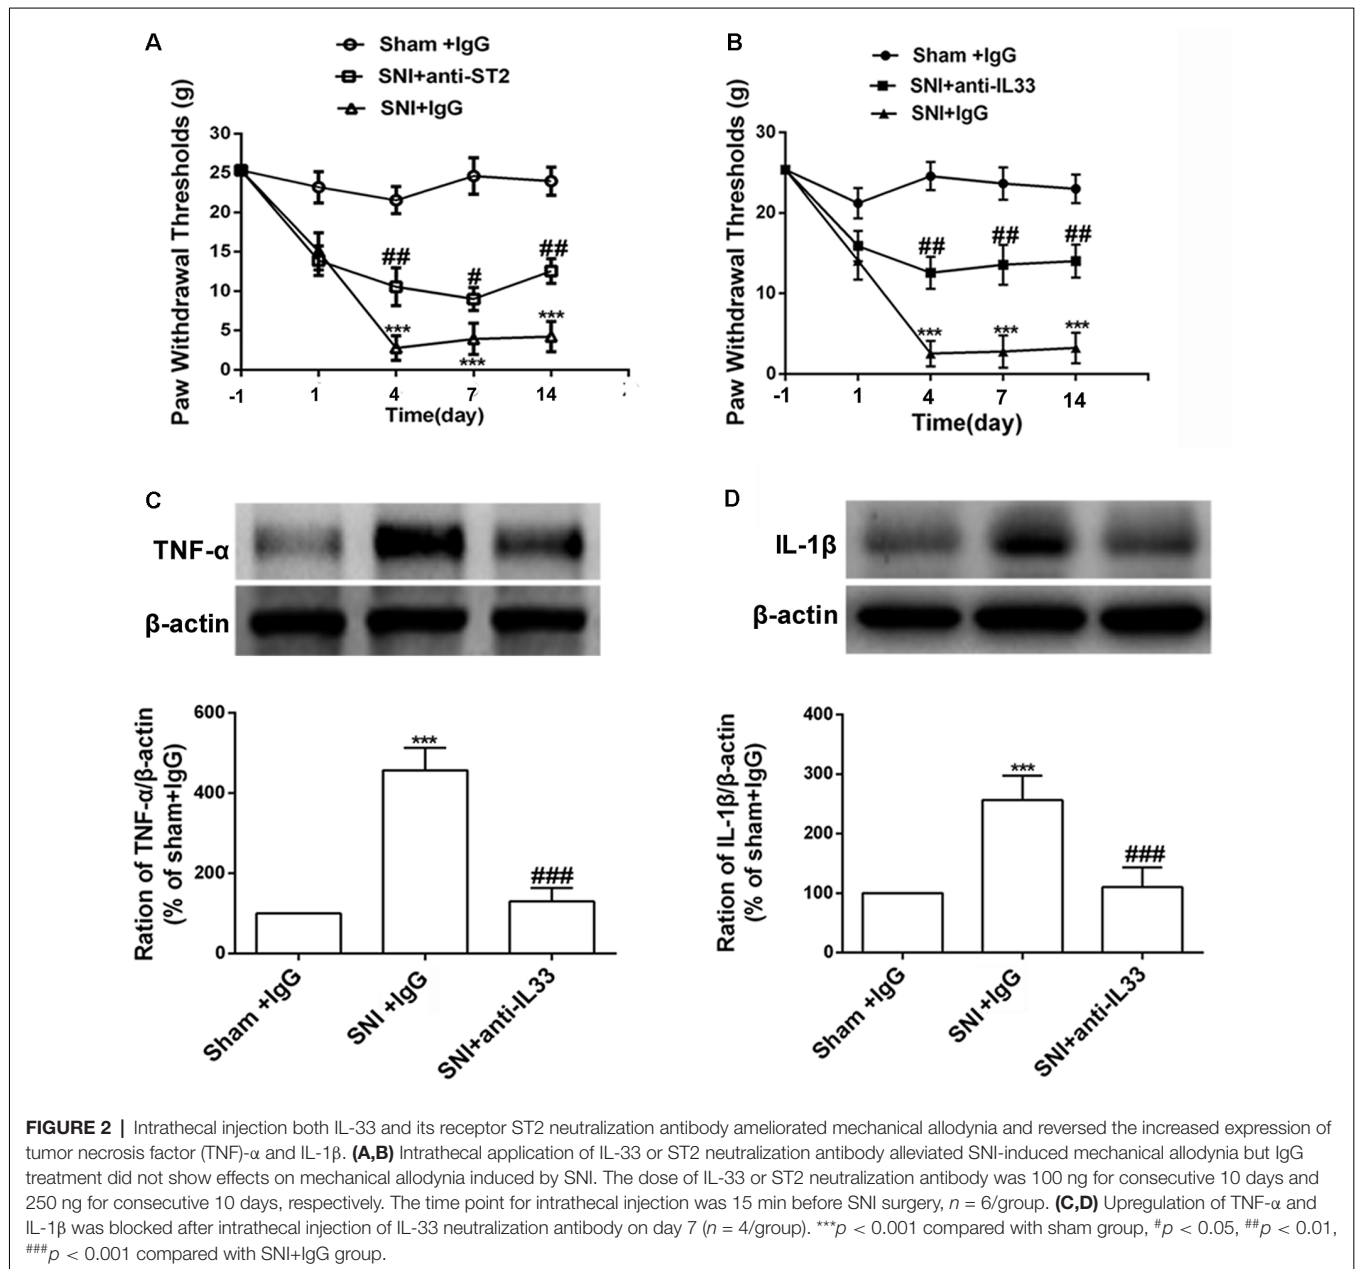 A
Sham +IgG
SNI+anti-ST2
SNI+IgG
Paw Withdrawal Thresholds (g)
30
25
20
15
10
5
0
##
#
##
***
***
***
-1 1 4 7 14
Time(day)
B
Sham +IgG
SNI+anti-IL33
SNI+IgG
Paw Withdrawal Thresholds (g)
30
20
10
0
## ## ##
*** *** ***
-1 1 4 7 14
Time(day)
C
TNF-α
β-actin
Ration of TNF-α/β-actin
(% of sham+IgG)
600
400
200
0
***
###
Sham +IgG
SNI +IgG
SNI+anti-IL33
D
IL-1β
β-actin
Ration of IL-1β/β-actin
(% of sham+IgG)
400
300
200
100
0
***
###
Sham +IgG
SNI +IgG
SNI+anti-IL33
FIGURE 2 | Intrathecal injection both IL-33 and its receptor ST2 neutralization antibody ameliorated mechanical allodynia and reversed the increased expression of
tumor necrosis factor (TNF)-α and IL-1β. (A,B) Intrathecal application of IL-33 or ST2 neutralization antibody alleviated SNI-induced mechanical allodynia but IgG
treatment did not show effects on mechanical allodynia induced by SNI. The dose of IL-33 or ST2 neutralization antibody was 100 ng for consecutive 10 days and
250 ng for consecutive 10 days, respectively. The time point for intrathecal injection was 15 min before SNI surgery, n = 6/group. (C,D) Upregulation of TNF-α and
IL-1β was blocked after intrathecal injection of IL-33 neutralization antibody on day 7 (n = 4/group). ***p < 0.001 compared with sham group, #p < 0.05, ##p < 0.01,
###p < 0.001 compared with SNI+IgG group.